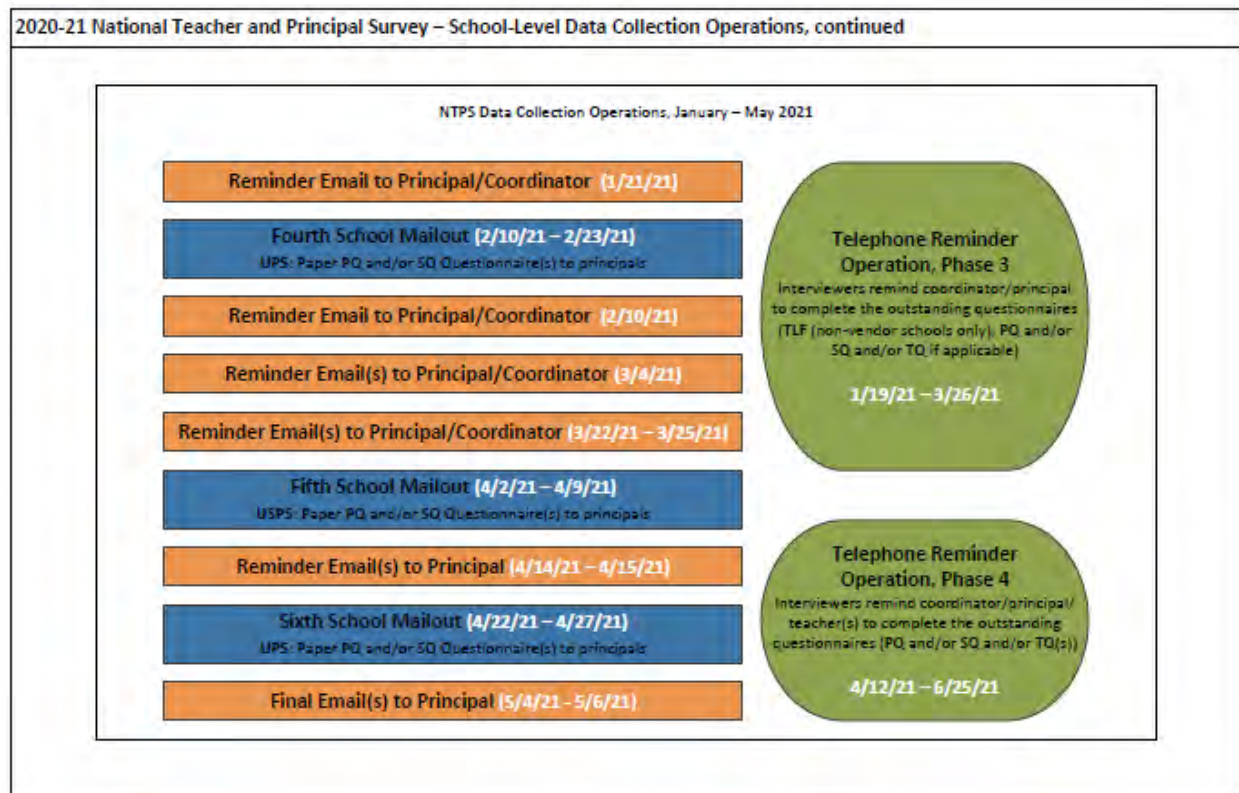 2020-21 National Teacher and Principal Survey – School-Level Data Collection Operations, continued
NTPS Data Collection Operations, January – May 2021
Reminder Email to Principal/Coordinator (1/21/21)
Fourth School Mailout (2/10/21 – 2/23/21)
UPS: Paper PQ and/or SQ Questionnaire(s) to principals
Reminder Email to Principal/Coordinator (2/10/21)
Reminder Email(s) to Principal/Coordinator (3/4/21)
Reminder Email(s) to Principal/Coordinator (3/22/21 – 3/25/21)
Fifth School Mailout (4/2/21 – 4/9/21)
USPS: Paper PQ and/or SQ Questionnaire(s) to principals
Reminder Email(s) to Principal (4/14/21 – 4/15/21)
Sixth School Mailout (4/22/21 – 4/27/21)
UPS: Paper PQ and/or SQ Questionnaire(s) to principals
Final Email(s) to Principal (5/4/21 - 5/6/21)
Telephone Reminder
Operation, Phase 3
Interviewers remind coordinator/principal
to complete the outstanding questionnaires
(TLF (non-vendor schools only), PQ and/or
SQ and/or TQ if applicable)
1/19/21 – 3/26/21
Telephone Reminder
Operation, Phase 4
Interviewers remind coordinator/principal/
teacher(s) to complete the outstanding
questionnaires (PQ and/or SQ and/or TQ(s))
4/12/21 – 6/25/21